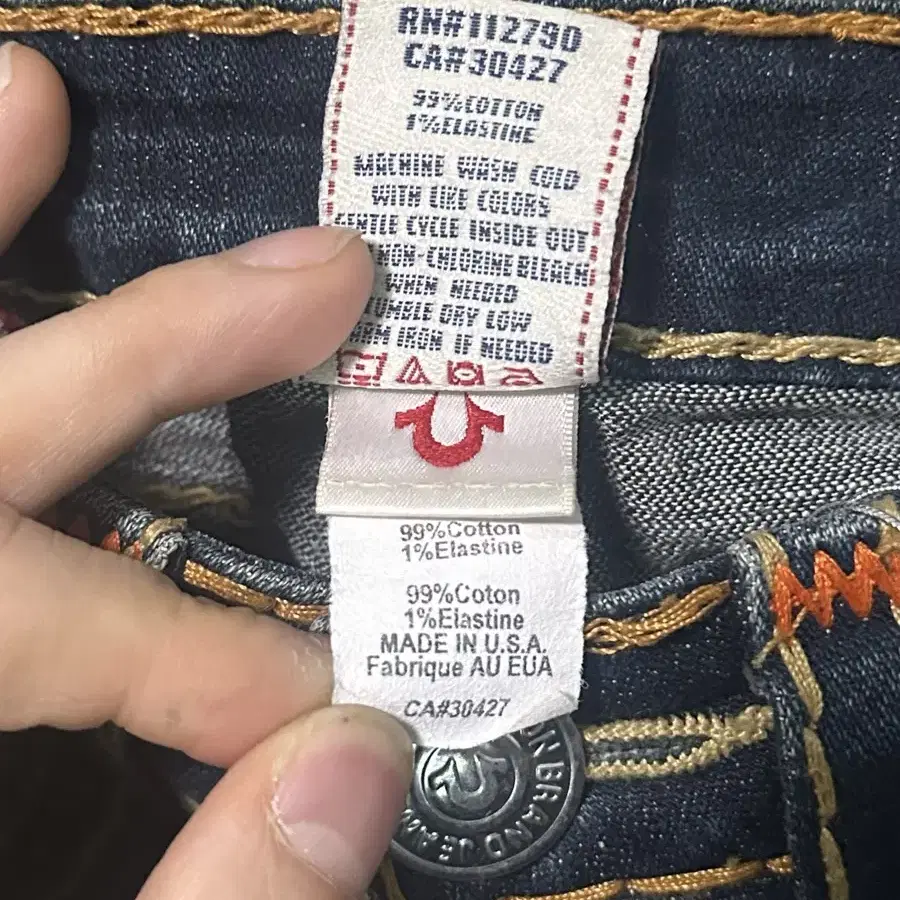 RN#112790
CA#30427
99%COTTON
1%ELASTINE
MACHINE WASH COLD
WITH LIKE COLORS
GENTLE CYCLE INSIDE OUT
NON-CHLORINE BLEACH
WHEN NEEDED
TUMBLE DRY LOW
WARM IRON IF NEEDED
99%Cotton
1%Elastine
99%Coton
1%Elastine
MADE IN U.S.A.
Fabrique AU EUA
CA#30427
BRAND JEAN